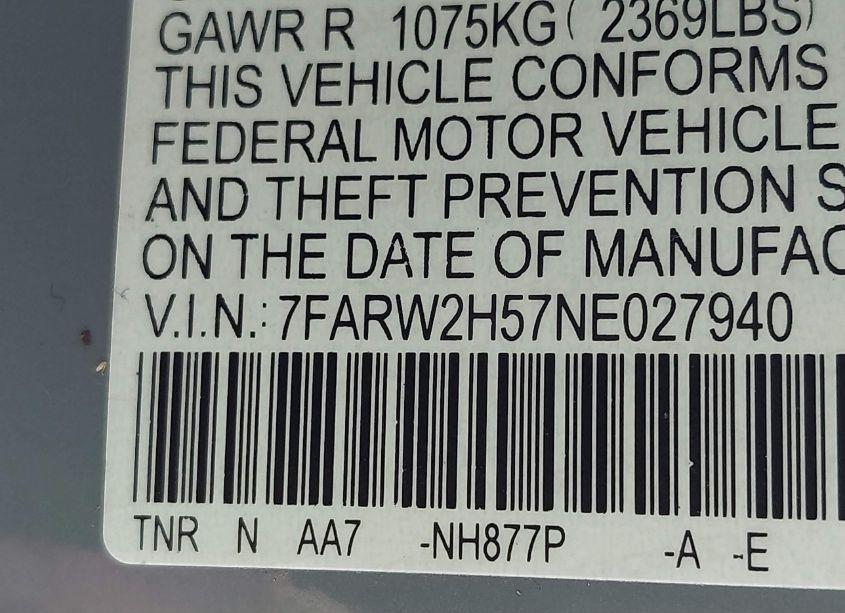 GAWR R 1075KG( 2369LBS)
THIS VEHICLE CONFORMS
FEDERAL MOTOR VEHICLE
AND THEFT PREVENTION S
ON THE DATE OF MANUFAC
V.I.N.: 7FARW2H57NE027940
TNR N AA7 -NH877P -A -E